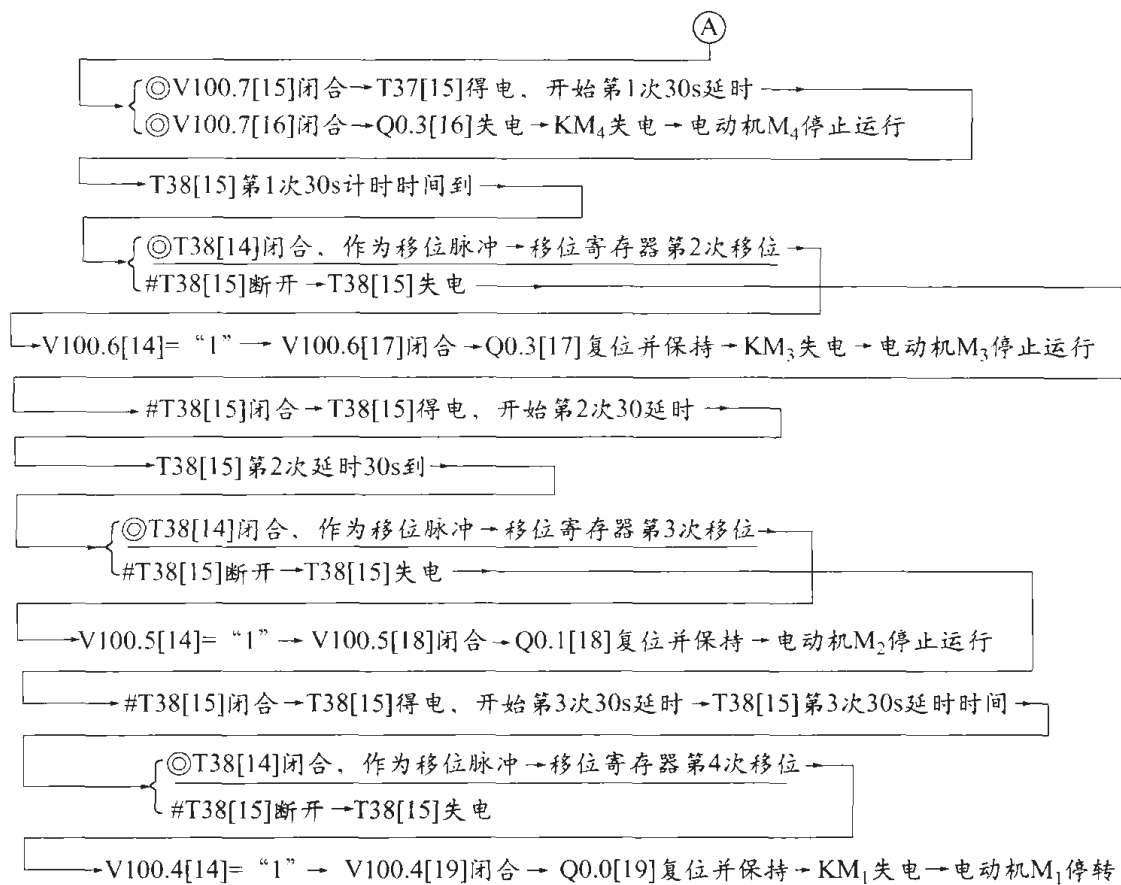 A
◎V100.7[15]闭合→T37[15]得电、开始第1次30s延时→
◎V100.7[16]闭合→Q0.3[16]失电→KM₄失电→电动机M₄停止运行
→T38[15]第1次30s计时时间到→
◎T38[14]闭合、作为移位脉冲→移位寄存器第2次移位→
#T38[15]断开→T38[15]失电→
→V100.6[14]=“1”→V100.6[17]闭合→Q0.3[17]复位并保持→KM₃失电→电动机M₃停止运行
→#T38[15]闭合→T38[15]得电、开始第2次30延时→
→T38[15]第2次延时30s到→
◎T38[14]闭合、作为移位脉冲→移位寄存器第3次移位→
#T38[15]断开→T38[15]失电→
→V100.5[14]=“1”→V100.5[18]闭合→Q0.1[18]复位并保持→电动机M₂停止运行
→#T38[15]闭合→T38[15]得电、开始第3次30s延时→T38[15]第3次30s延时时间→
◎T38[14]闭合、作为移位脉冲→移位寄存器第4次移位→
#T38[15]断开→T38[15]失电
→V100.4[14]=“1”→V100.4[19]闭合→Q0.0[19]复位并保持→KM₁失电→电动机M₁停转